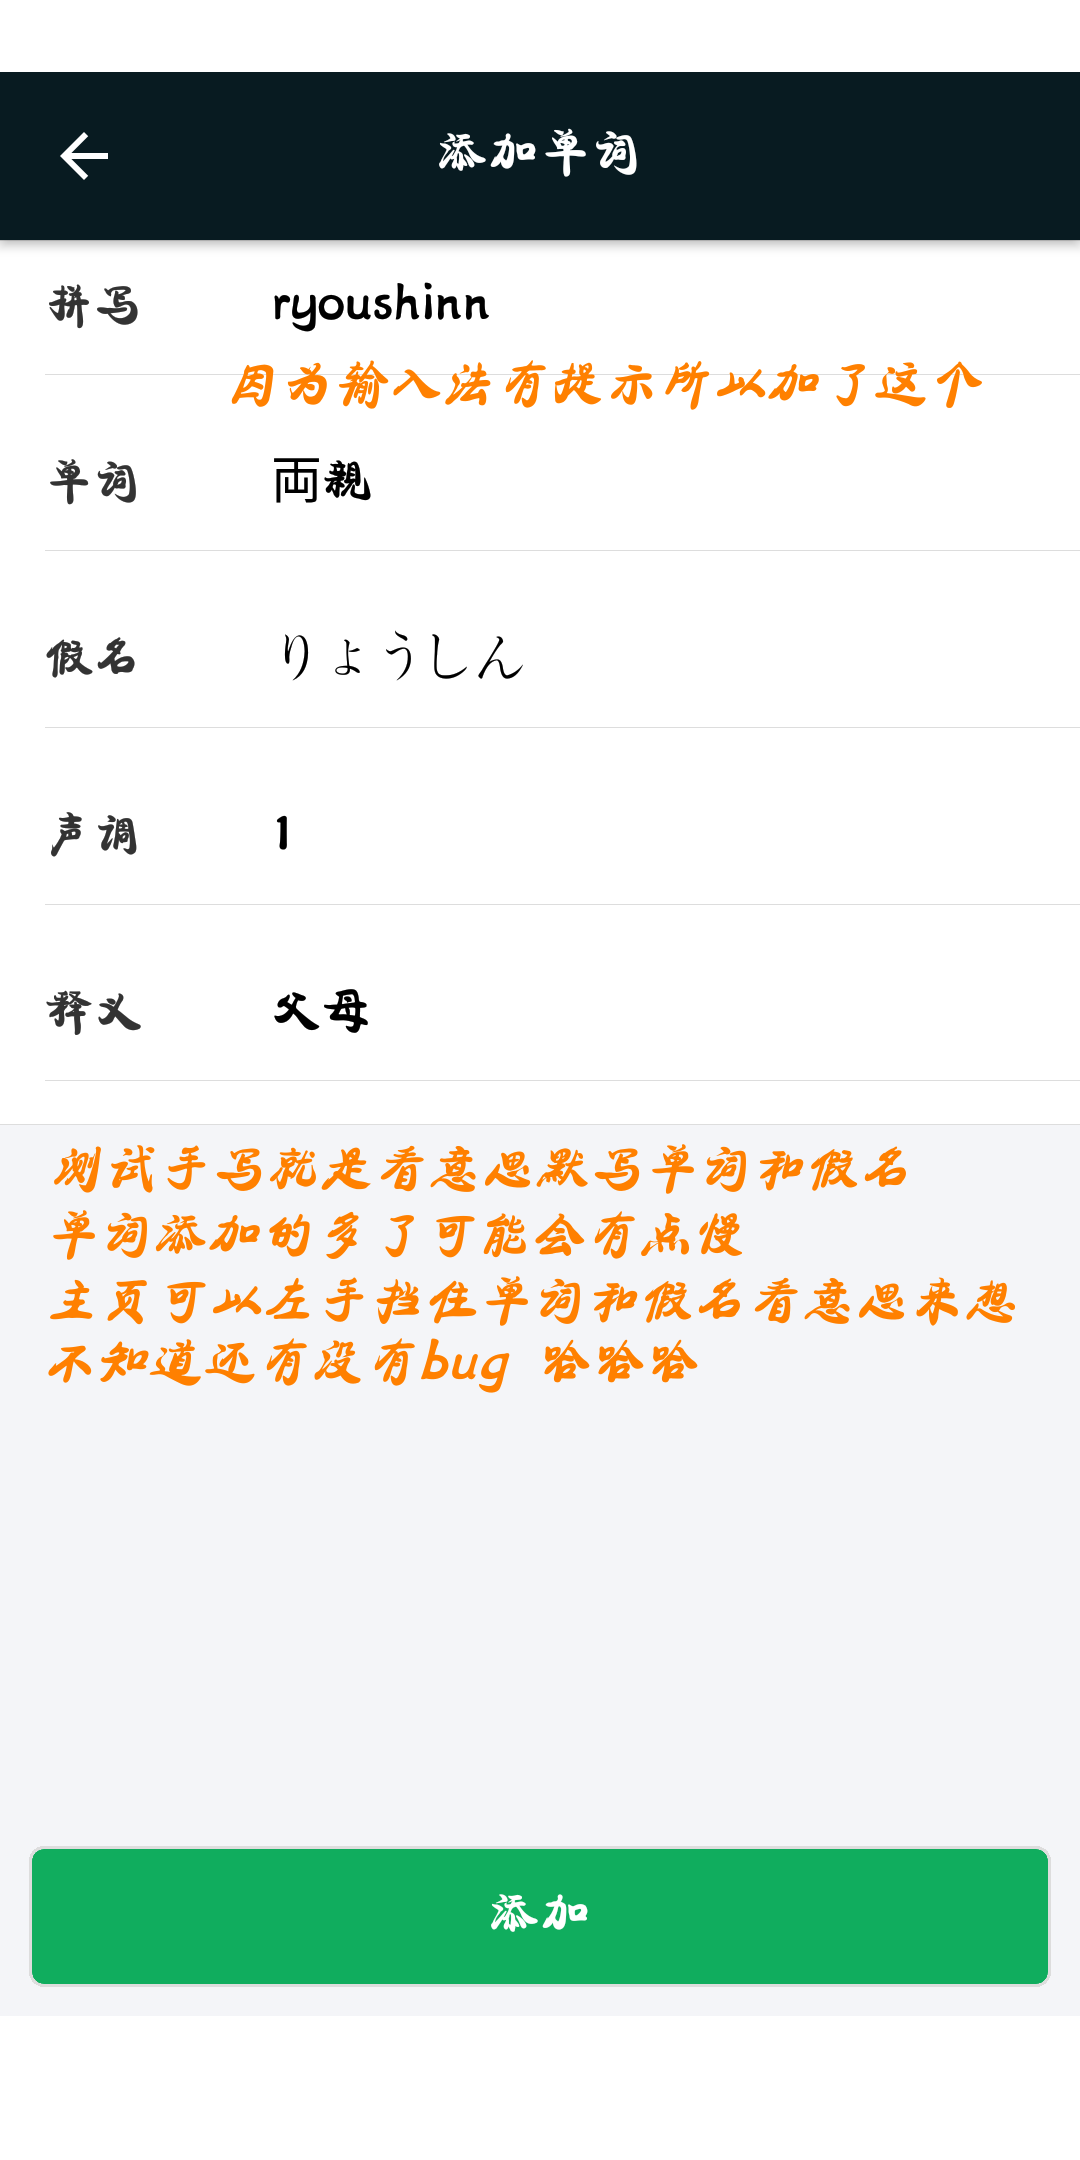 添加单词
拼写 ryoushinn
因为输入法有提示所以加了这个
单词 両親
假名 りょうしん
声调 1
释义 父母
测试手写就是看意思默写单词和假名
单词添加的多了可能会有点慢
主页可以左手挡住单词和假名看意思来想
不知道还有没有bug 哈哈哈
添加